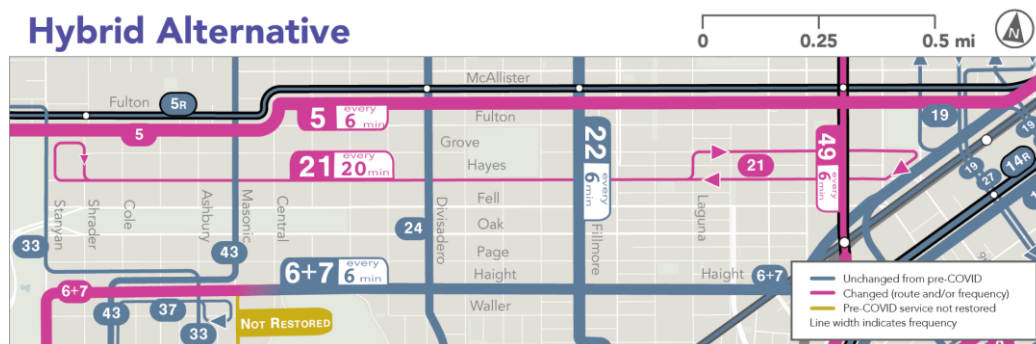 Hybrid Alternative
0 0.25 0.5 mi
N
McAllister
Fulton 5R
5 every 6 min
Fulton
5
19
19
Grove
22 every 6 min
49 every 6 min
21 every 20 min
Hayes
21
14R
19
27
Fell
Stanyan
Shrader
Cole
Ashbury
Masonic
Central
Divisadero
Fillmore
Laguna
24
Oak
33
43
Page
6+7 every 6 min
Haight
Haight 6+7
6+7
Waller
43
37
33
NOT RESTORED
Unchanged from pre-COVID
Changed (route and/or frequency)
Pre-COVID service not restored
Line width indicates frequency